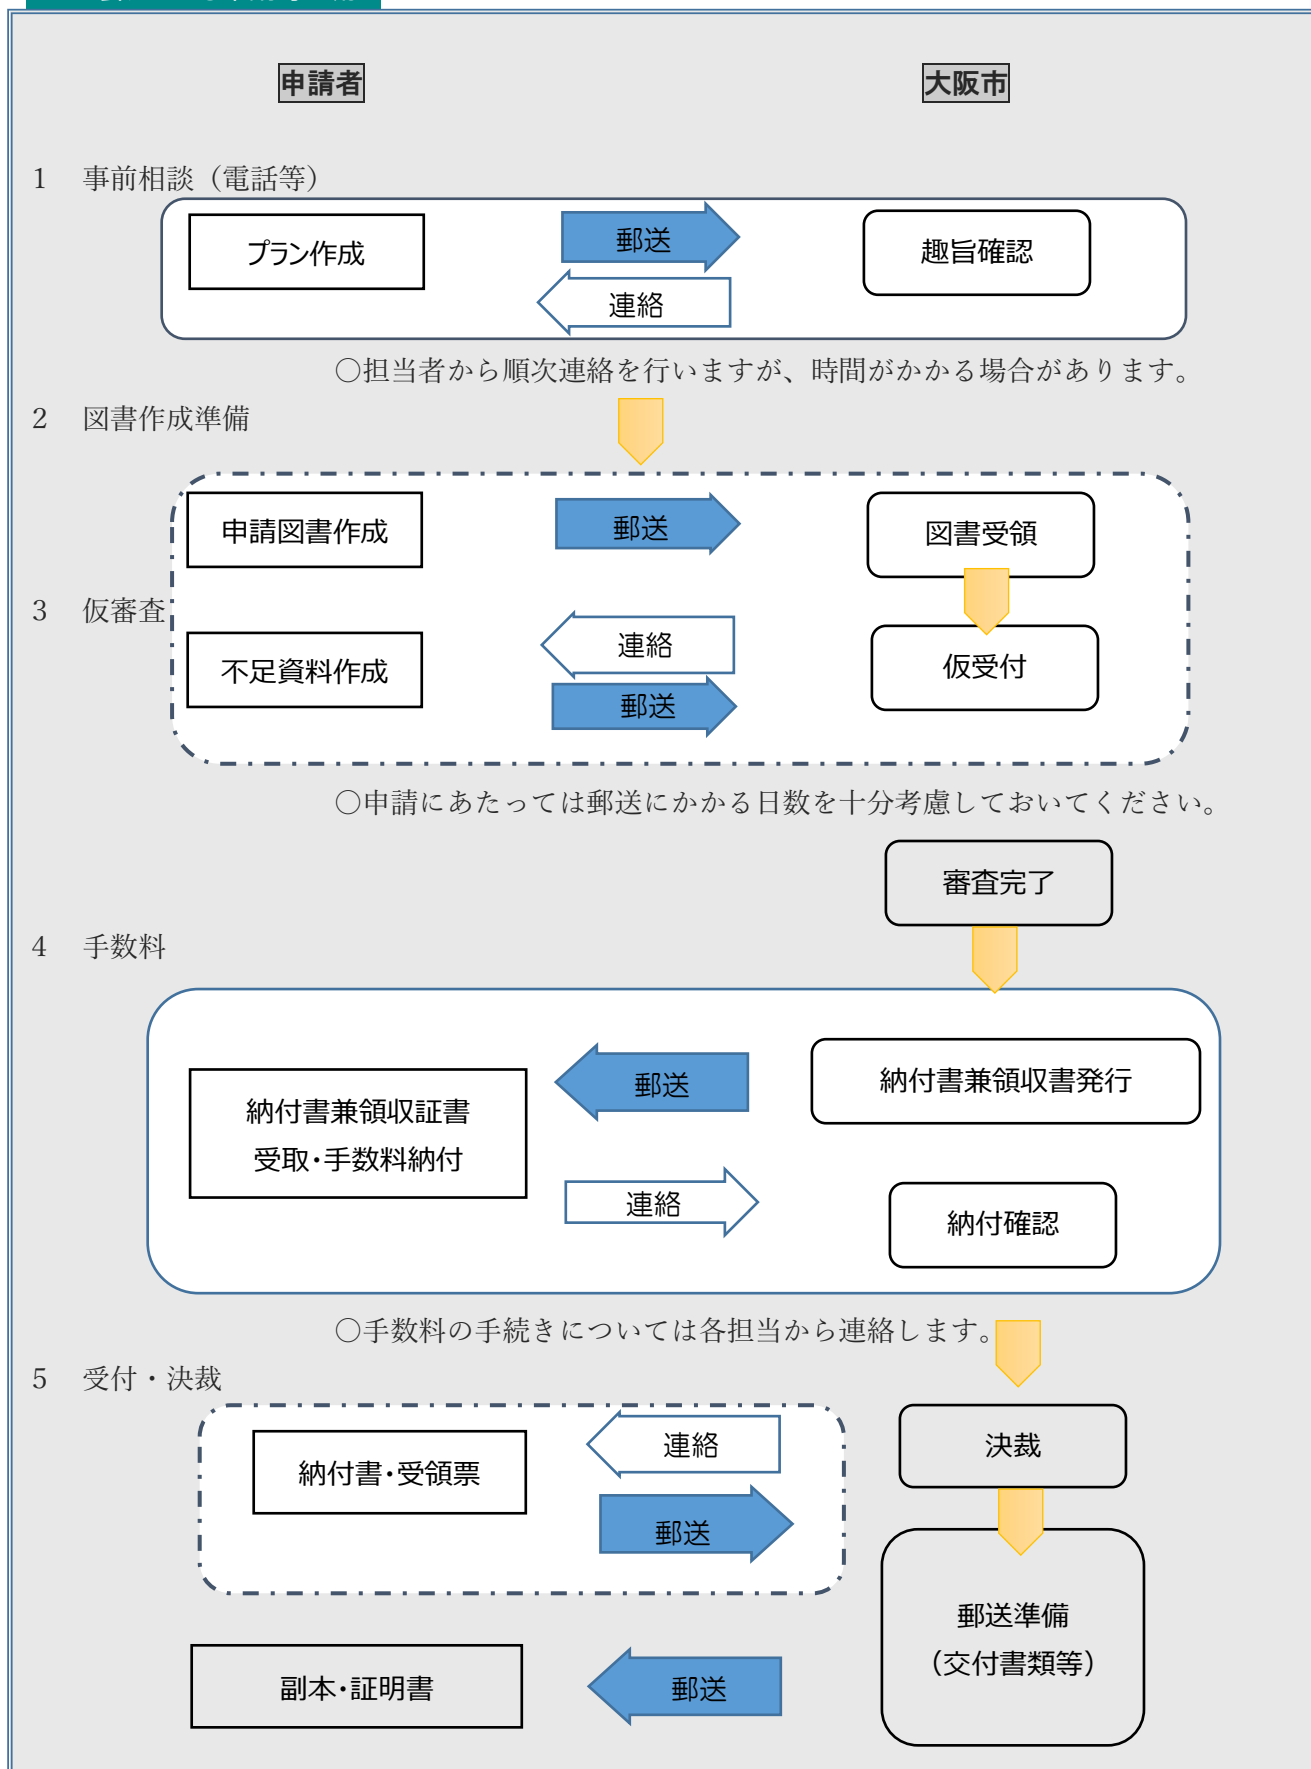 申請者
大阪市
1 事前相談（電話等）
プラン作成
郵送
趣旨確認
連絡
○担当者から順次連絡を行いますが、時間がかかる場合があります。
2 図書作成準備
申請図書作成
郵送
図書受領
3 仮審査
連絡
不足資料作成
仮受付
郵送
○申請にあたっては郵送にかかる日数を十分考慮しておいてください。
審査完了
4 手数料
郵送
納付書兼領収書発行
納付書兼領収証書
受取・手数料納付
連絡
納付確認
○手数料の手続きについては各担当から連絡します。
5 受付・決裁
連絡
決裁
納付書・受領票
郵送
郵送準備
（交付書類等）
副本・証明書
郵送